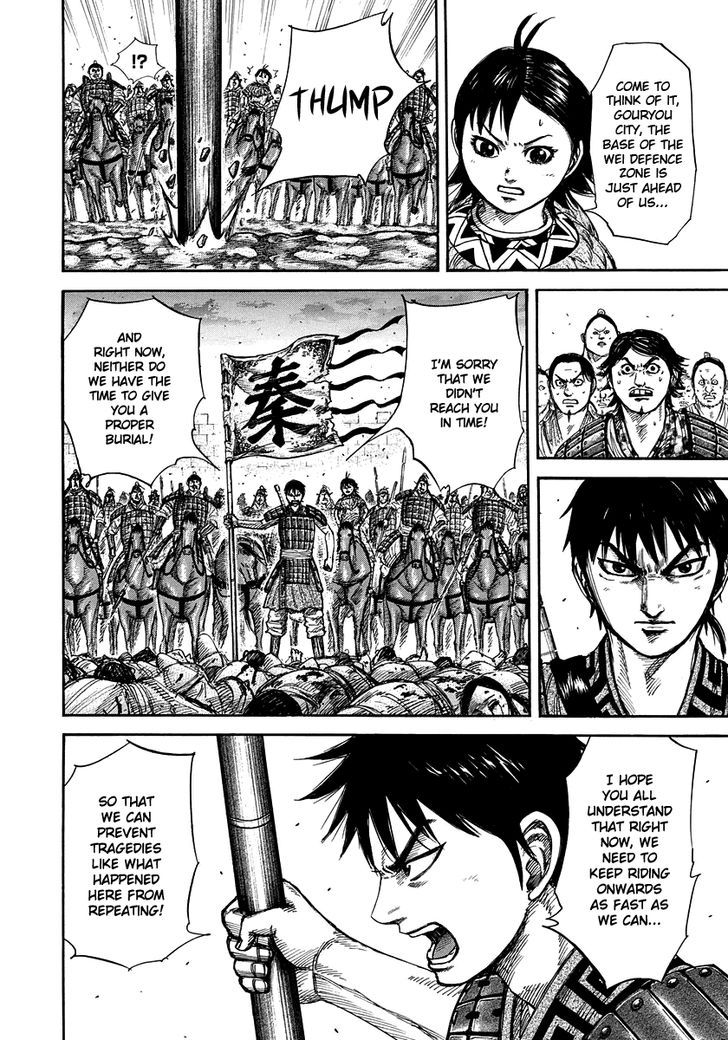 COME TO
THINK OF IT,
GOURYOU
CITY, THE
BASE OF THE
WEI DEFENCE
ZONE IS
JUST AHEAD
OF US...
THUMP
!?
I'M SORRY
THAT WE
DIDN'T
REACH YOU
IN TIME!
秦
AND
RIGHT NOW,
NEITHER DO
WE HAVE THE
TIME TO GIVE
YOU A
PROPER
BURIAL!
I HOPE
YOU ALL
UNDERSTAND
THAT RIGHT
NOW, WE
NEED TO
KEEP RIDING
ONWARDS
AS FAST AS
WE CAN...
SO THAT
WE CAN
PREVENT
TRAGEDIES
LIKE WHAT
HAPPENED
HERE FROM
REPEATING!